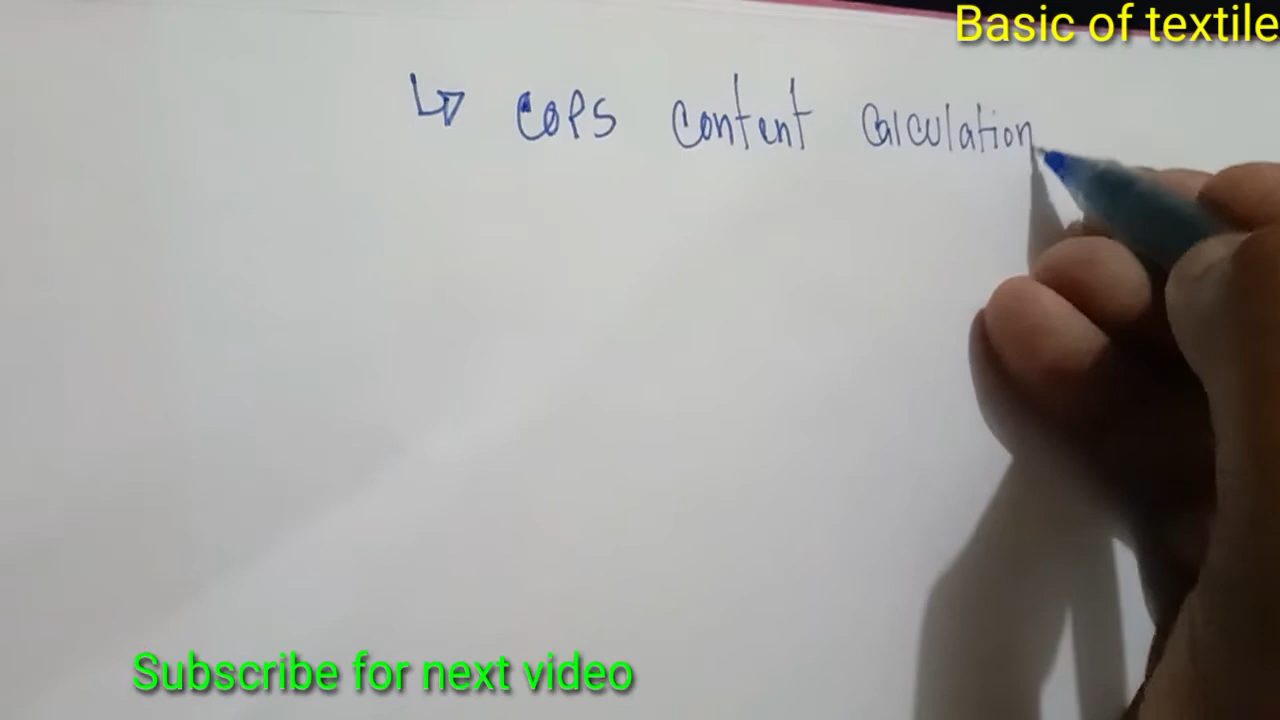 Basic of textile
↳ COPS content Calculation
Subscribe for next video